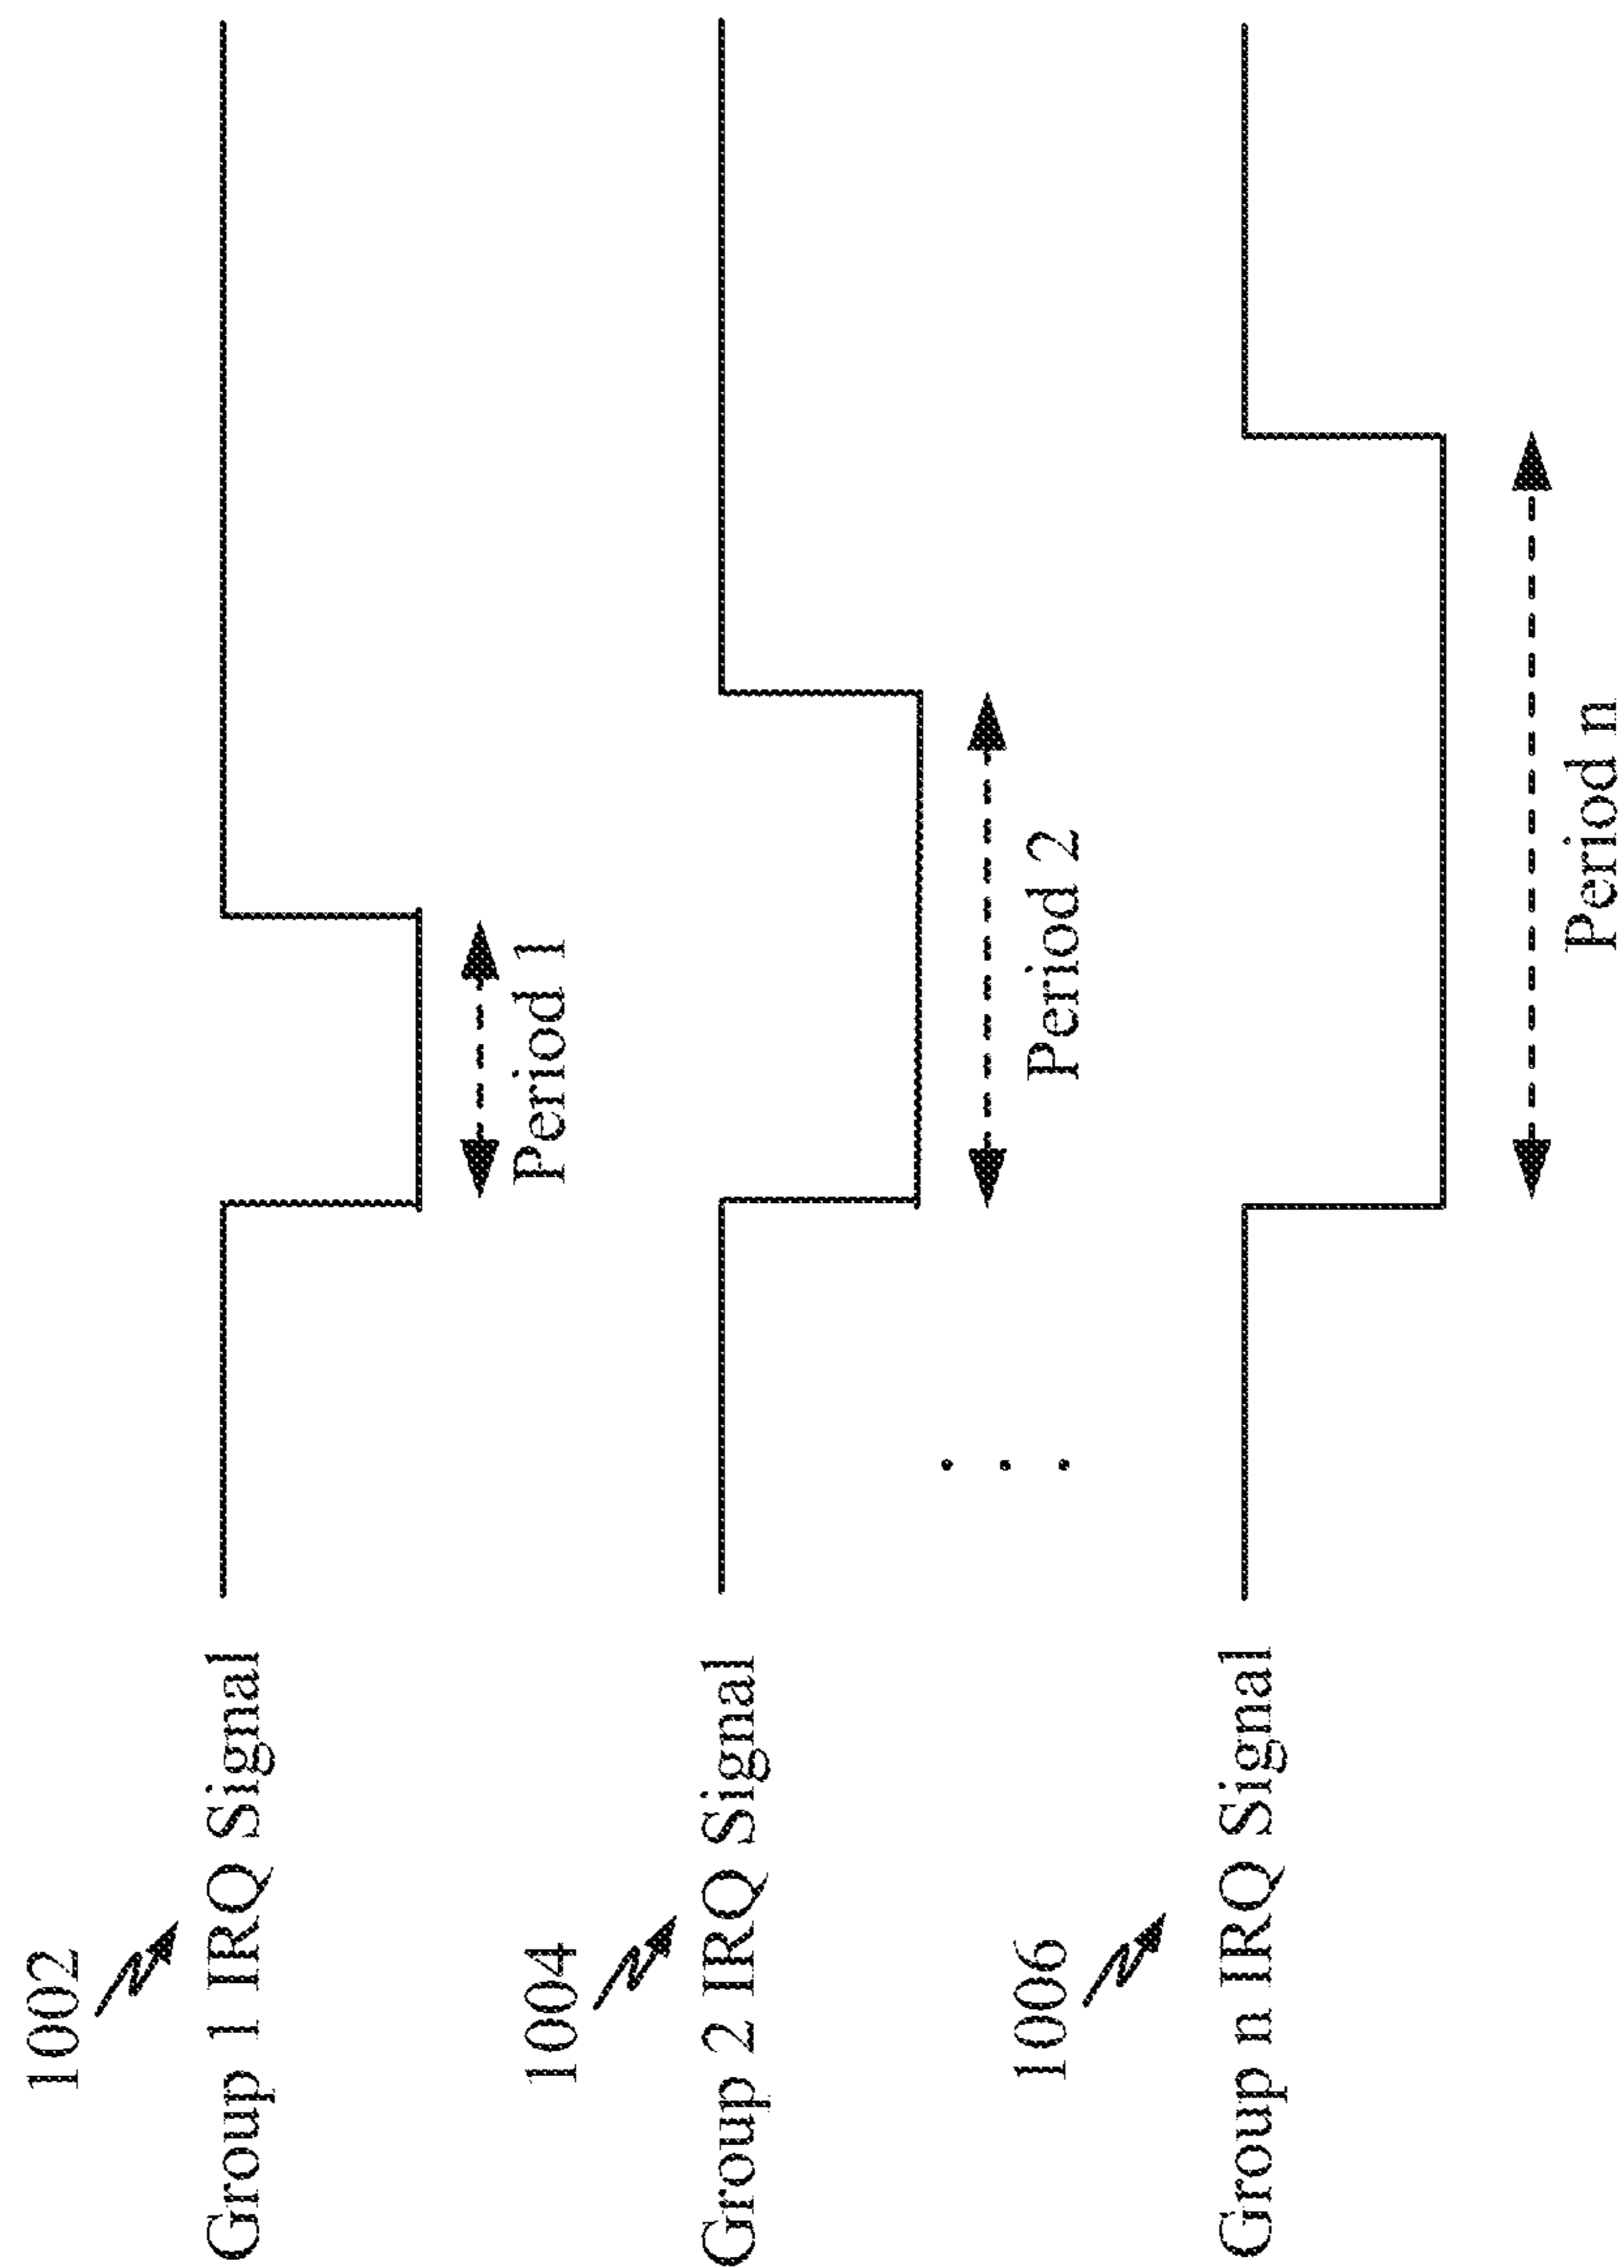 1002
Group 1 IRQ Signal
Period 1
1004
Group 2 IRQ Signal
Period 2
. . .
1006
Group n IRQ Signal
Period n